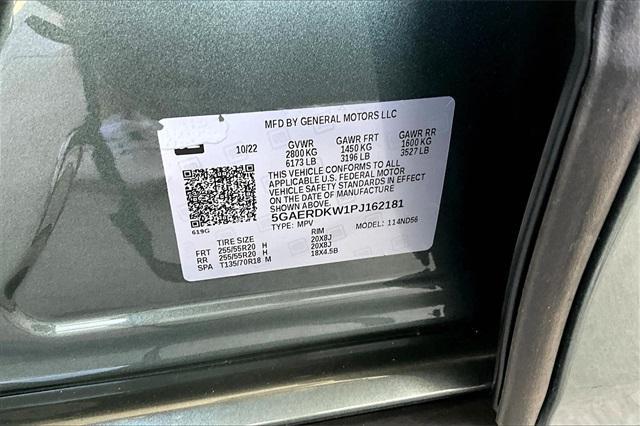 MFD BY GENERAL MOTORS LLC
10/22 GVWR GAWR FRT GAWR RR
2800 KG 1450 KG 1600 KG
6173 LB 3196 LB 3527 LB
THIS VEHICLE CONFORMS TO ALL
APPLICABLE U.S. FEDERAL MOTOR
VEHICLE SAFETY STANDARDS IN EFFECT
ON THE DATE OF MANUFACTURE
SHOWN ABOVE.
5GAERDKW1PJ162181
TYPE: MPV MODEL: 114ND56
619G
TIRE SIZE RIM
FRT 255/55R20 H 20X8J
RR 255/55R20 H 20X8J
SPA T135/70R18 M 18X4.5B